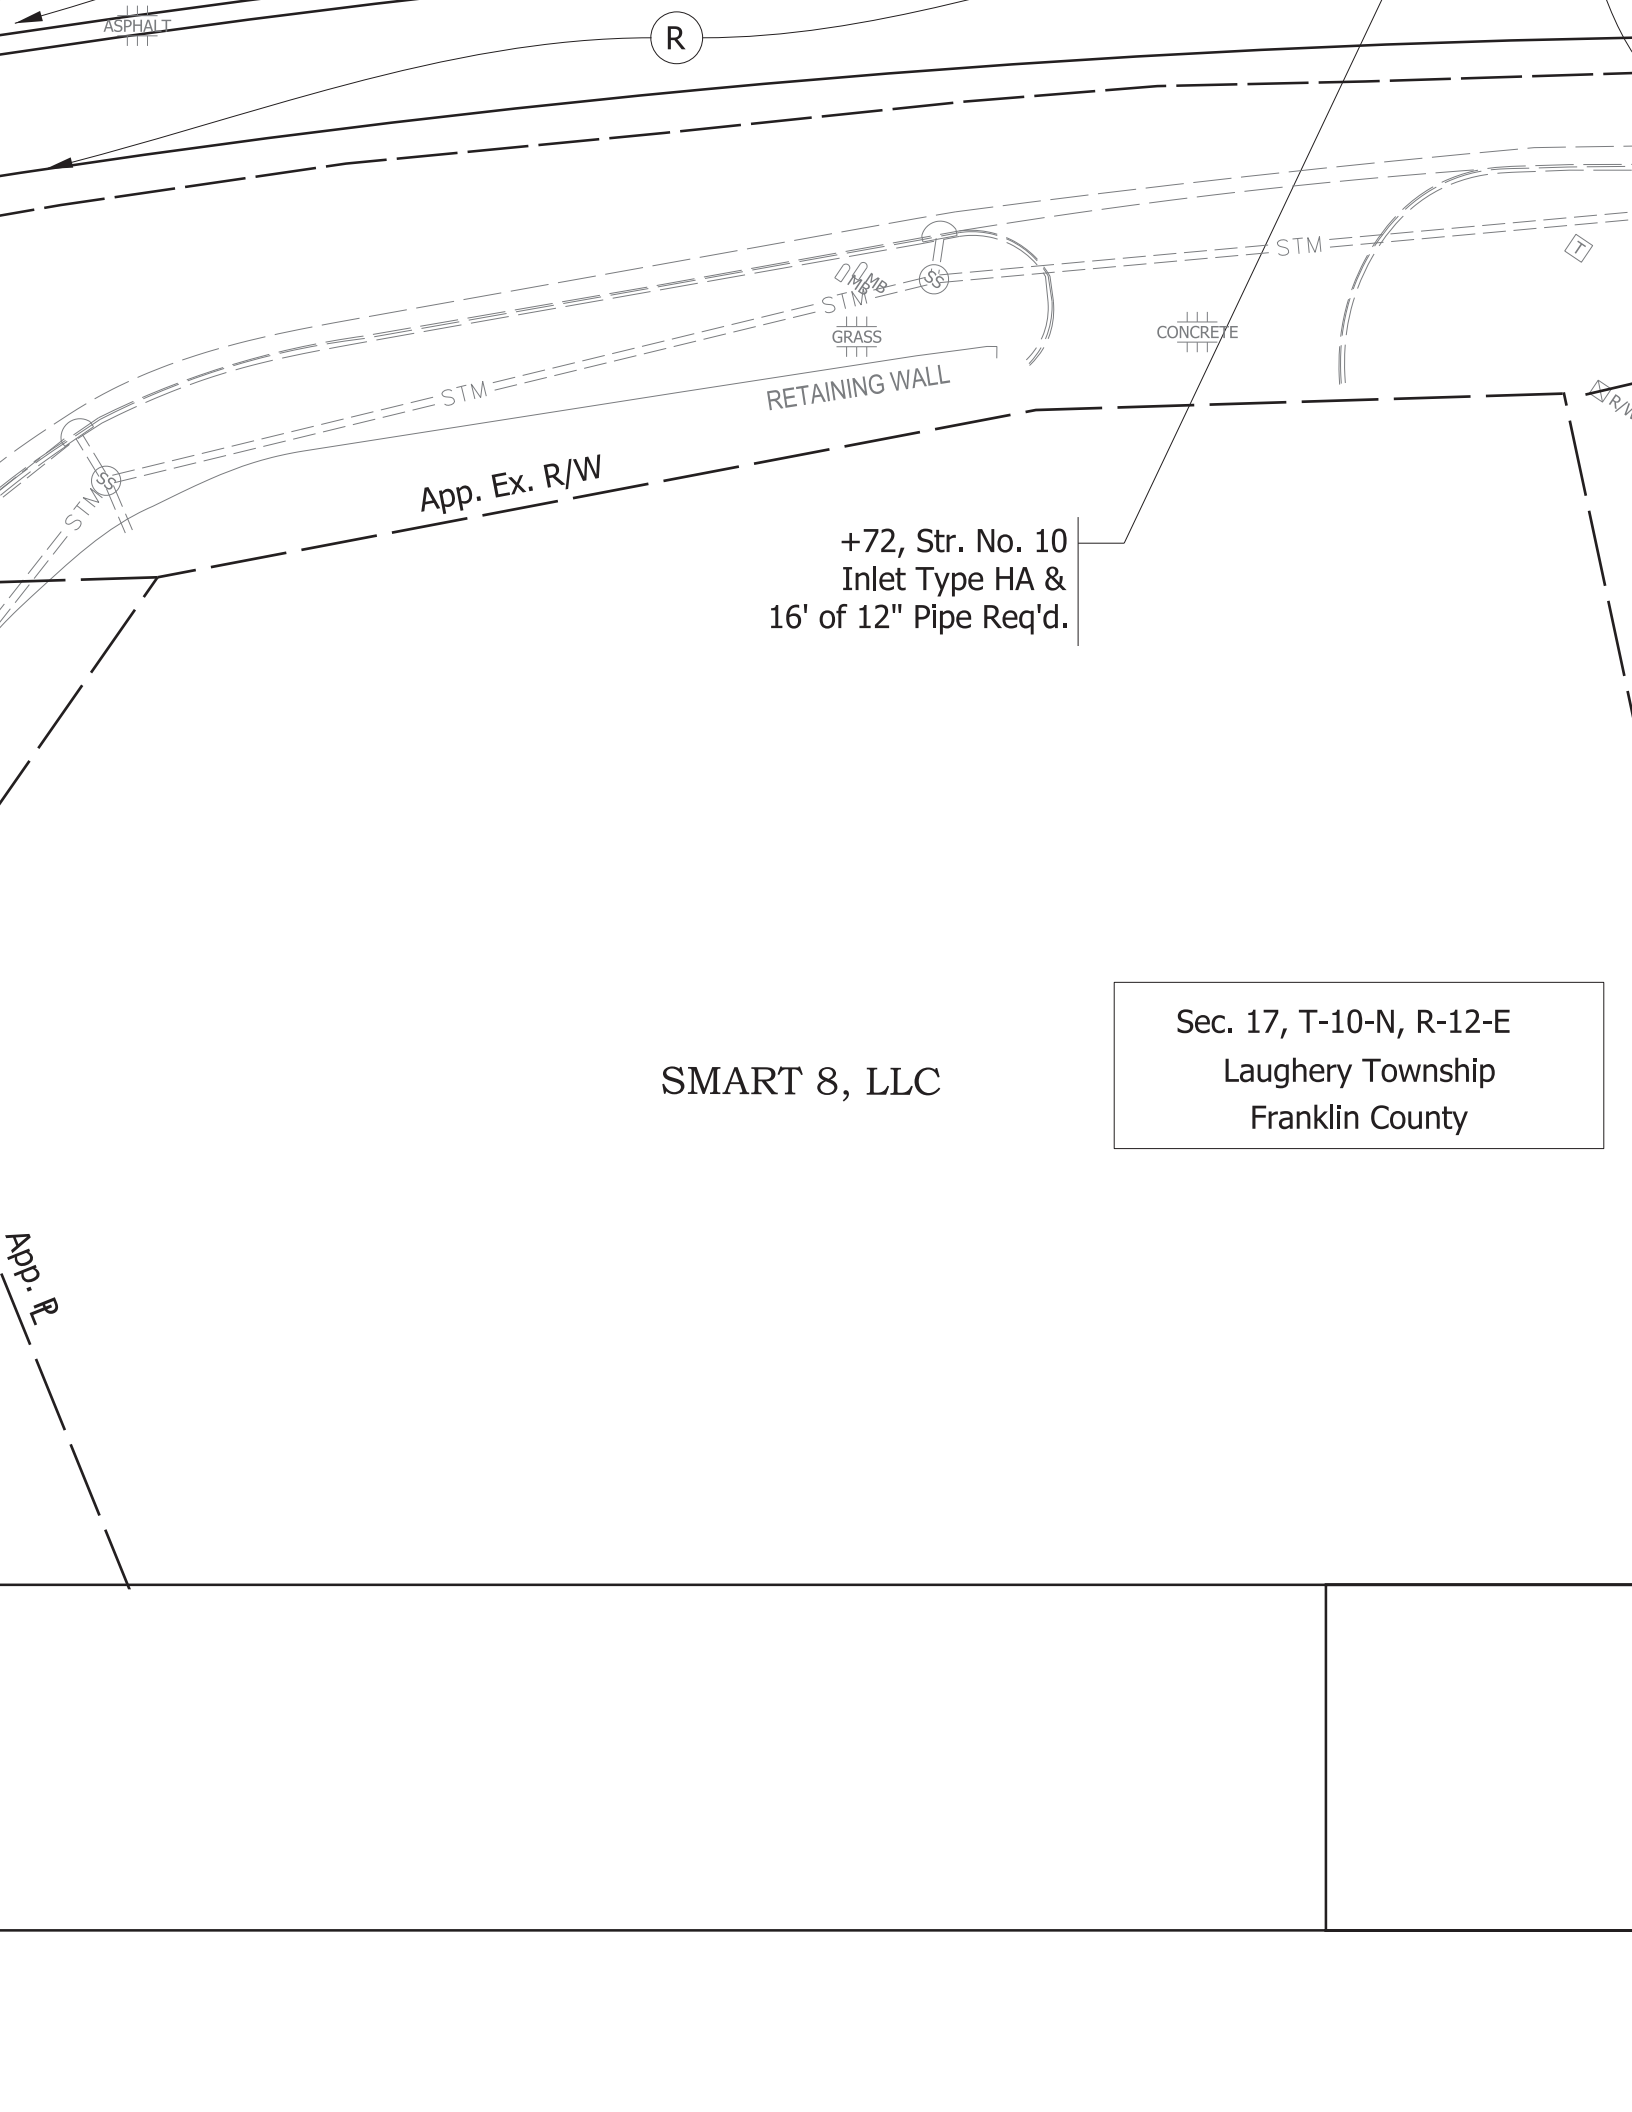 ASPHALT
R
STM
T
MB
MB
STM
GRASS
CONCRETE
SS
RETAINING WALL
STM
R/W
App. Ex. R/W
SS
STM
+72, Str. No. 10
Inlet Type HA &
16' of 12" Pipe Req'd.
Sec. 17, T-10-N, R-12-E
Laughery Township
Franklin County
SMART 8, LLC
App. PL